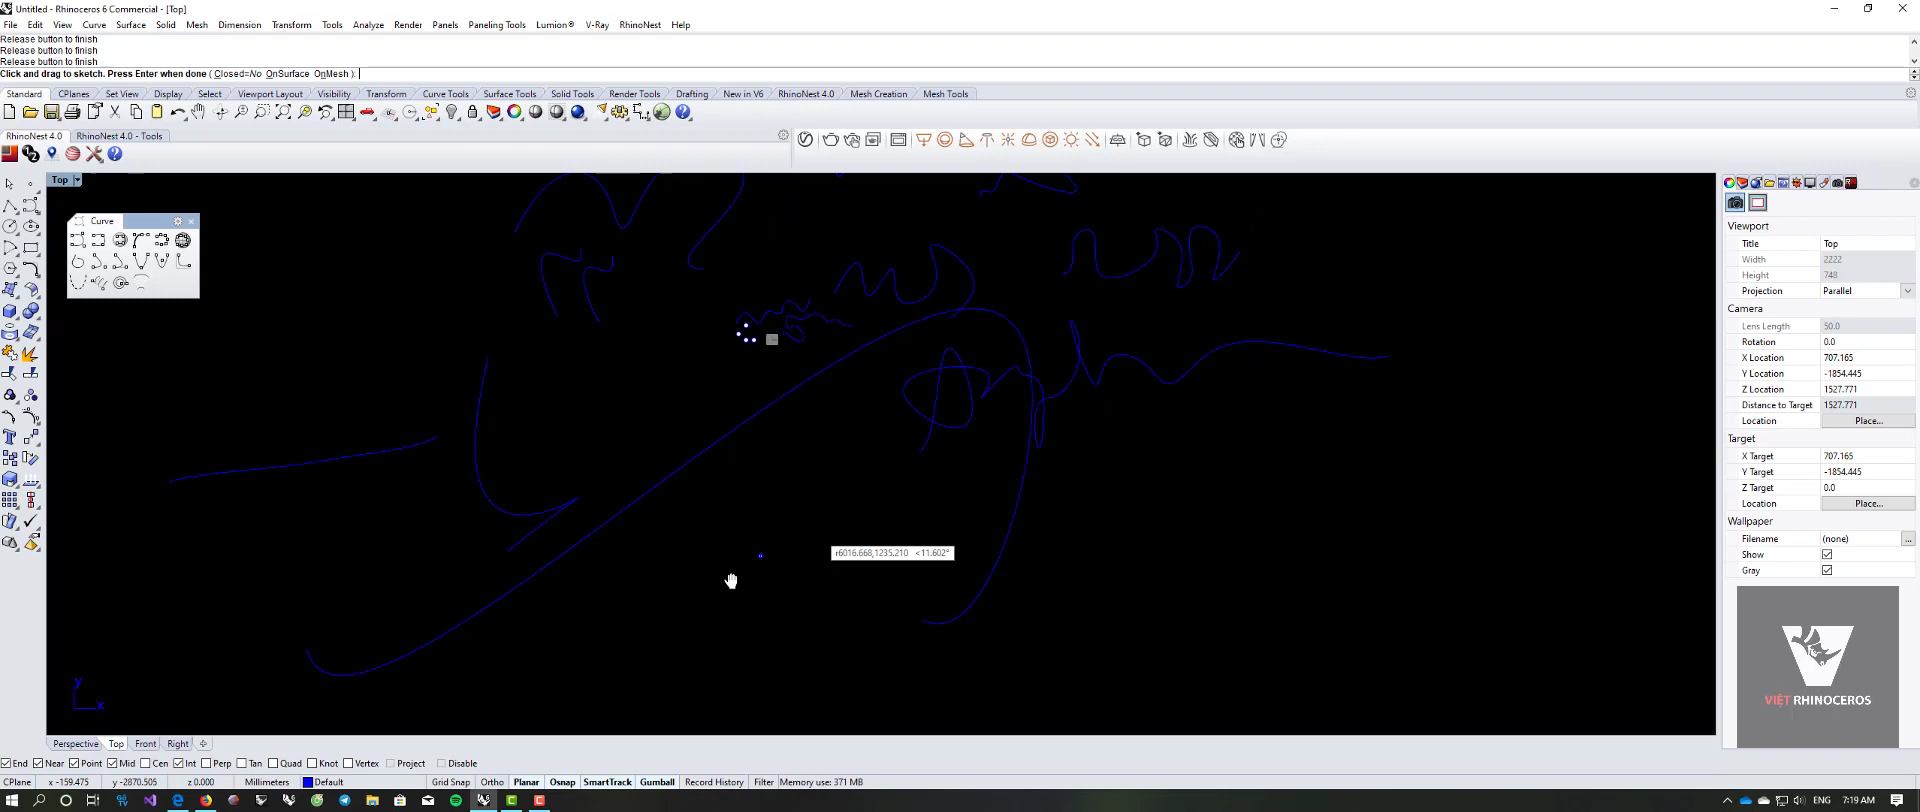 Untitled - Rhinoceros 6 Commercial - [Top]
File Edit View Curve Surface Solid Mesh Dimension Transform Tools Analyze Render Panels Paneling Tools Lumion® V-Ray RhinoNest Help
Release button to finish
Release button to finish
Release button to finish
Click and drag to sketch. Press Enter when done ( Closed=No OnSurface OnMesh ):
Standard CPlanes Set View Display Select Viewport Layout Visibility Transform Curve Tools Surface Tools Solid Tools Render Tools Drafting New in V6 RhinoNest 4.0 Mesh Creation Mesh Tools
RhinoNest 4.0 RhinoNest 4.0 - Tools
Top
Curve
r6016.668,1235.210 <11.602°
y
x
Viewport
Title Top
Width 2222
Height 748
Projection Parallel
Camera
Lens Length 50.0
Rotation 0.0
X Location 707.165
Y Location -1854.445
Z Location 1527.771
Distance to Target 1527.771
Location Place...
Target
X Target 707.165
Y Target -1854.445
Z Target 0.0
Location Place...
Wallpaper
Filename (none) ...
Show
Gray
VIỆT RHINOCEROS
Perspective Top Front Right
End Near Point Mid Cen Int Perp Tan Quad Knot Vertex Project Disable
CPlane x -159.475 y -2870.505 z 0.000 Millimeters Default Grid Snap Ortho Planar Osnap SmartTrack Gumball Record History Filter Memory use: 371 MB
ENG 7:19 AM